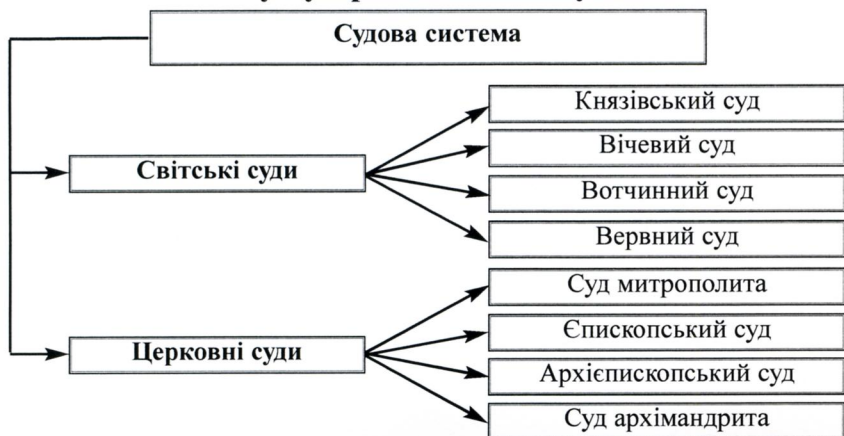 Судова система
Світські суди
Князівський суд
Вічевий суд
Вотчинний суд
Вервний суд
Церковні суди
Суд митрополита
Єпископський суд
Архієпископський суд
Суд архімандрита